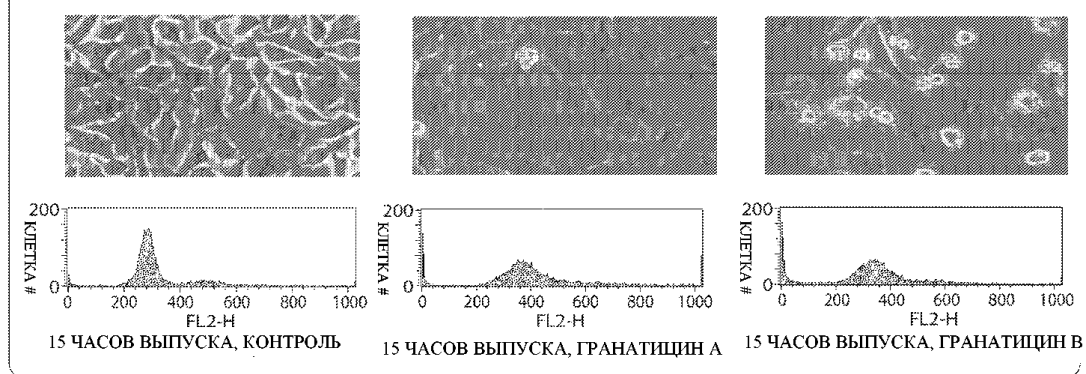 200
КЛЕТКА #
0
0 200 400 600 800 1000
FL2-H
15 ЧАСОВ ВЫПУСКА, КОНТРОЛЬ
200
КЛЕТКА #
0
0 200 400 600 800 1000
FL2-H
15 ЧАСОВ ВЫПУСКА, ГРАНАТИЦИН А
200
КЛЕТКА #
0
0 200 400 600 800 1000
FL2-H
15 ЧАСОВ ВЫПУСКА, ГРАНАТИЦИН В